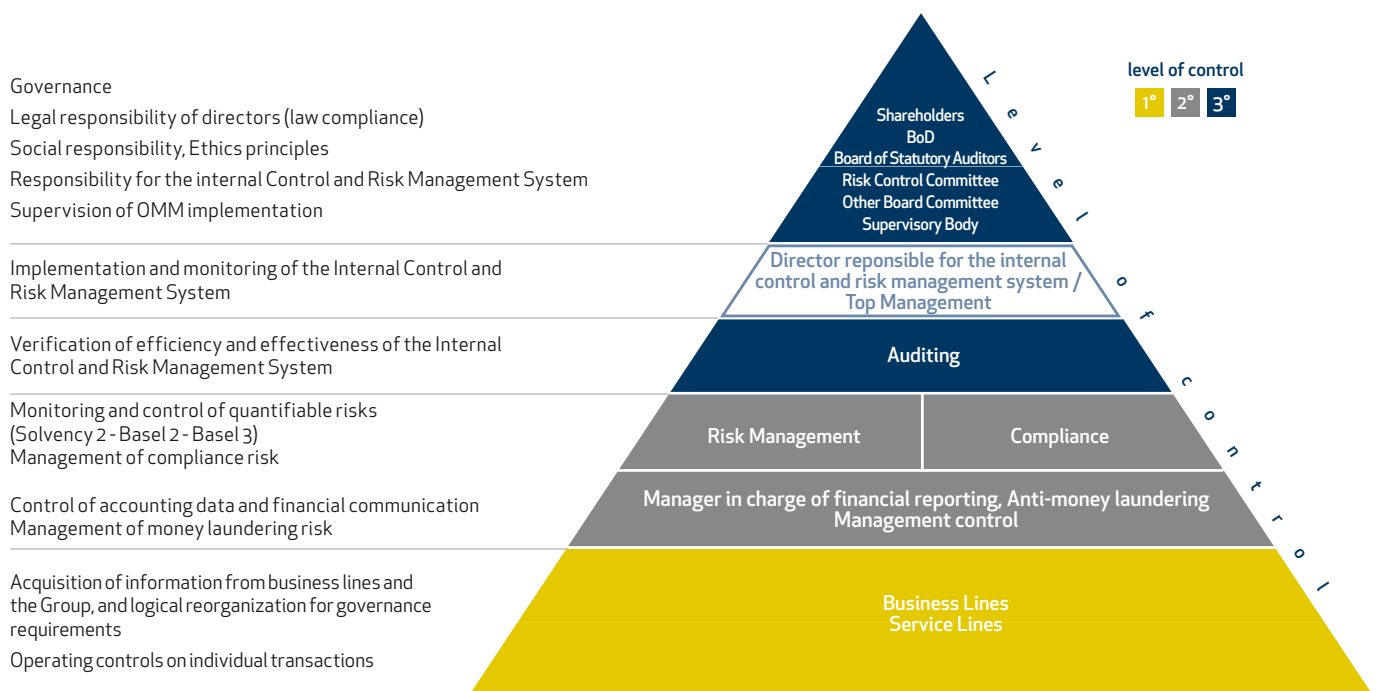 Governance
Legal responsibility of directors (law compliance)
Social responsibility, Ethics principles
Responsibility for the internal Control and Risk Management System
Supervision of OMM implementation
Implementation and monitoring of the Internal Control and
Risk Management System
Verification of efficiency and effectiveness of the Internal
Control and Risk Management System
Monitoring and control of quantifiable risks
(Solvency 2 - Basel 2 - Basel 3)
Management of compliance risk
Control of accounting data and financial communication
Management of money laundering risk
Acquisition of information from business lines and
the Group, and logical reorganization for governance
requirements
Operating controls on individual transactions
Shareholders
BoD
Board of Statutory Auditors
Risk Control Committee
Other Board Committee
Supervisory Body
Director reponsible for the internal
control and risk management system /
Top Management
Auditing
Risk Management
Compliance
Manager in charge of financial reporting, Anti-money laundering
Management control
Business Lines
Service Lines
Level of control
level of control
1° 2° 3°